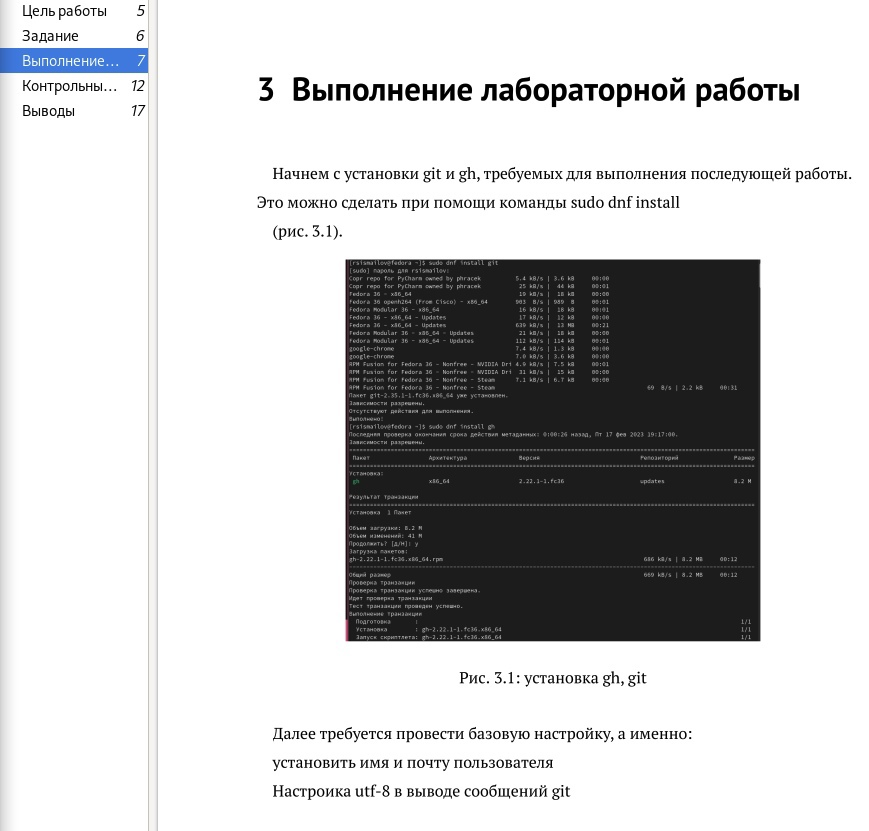 Цель работы 5
Задание 6
Выполнение... 7
Контрольны... 12
Выводы 17
3 Выполнение лабораторной работы
Начнем с установки git и gh, требуемых для выполнения последующей работы.
Это можно сделать при помощи команды sudo dnf install
(рис. 3.1).
[rsismailov@fedora ~]$ sudo dnf install git
[sudo] пароль для rsismailov:
Copr repo for PyCharm owned by phracek 5.4 kB/s | 3.6 kB 00:00
Copr repo for PyCharm owned by phracek 25 kB/s | 44 kB 00:01
Fedora 36 - x86_64 19 kB/s | 18 kB 00:00
Fedora 36 openh264 (From Cisco) - x86_64 903 B/s | 989 B 00:01
Fedora Modular 36 - x86_64 16 kB/s | 18 kB 00:01
Fedora 36 - x86_64 - Updates 17 kB/s | 12 kB 00:00
Fedora 36 - x86_64 - Updates 639 kB/s | 13 MB 00:21
Fedora Modular 36 - x86_64 - Updates 21 kB/s | 18 kB 00:00
Fedora Modular 36 - x86_64 - Updates 112 kB/s | 114 kB 00:01
google-chrome 7.4 kB/s | 1.3 kB 00:00
google-chrome 7.0 kB/s | 3.6 kB 00:00
RPM Fusion for Fedora 36 - Nonfree - NVIDIA Dri 4.9 kB/s | 7.5 kB 00:01
RPM Fusion for Fedora 36 - Nonfree - NVIDIA Dri 31 kB/s | 15 kB 00:00
RPM Fusion for Fedora 36 - Nonfree - Steam 7.1 kB/s | 6.7 kB 00:00
RPM Fusion for Fedora 36 - Nonfree - Steam 69 B/s | 2.2 kB 00:31
Пакет git-2.35.1-1.fc36.x86_64 уже установлен.
Зависимости разрешены.
Отсутствуют действия для выполнения.
Выполнено!
[rsismailov@fedora ~]$ sudo dnf install gh
Последняя проверка окончания срока действия метаданных: 0:00:26 назад, Пт 17 фев 2023 19:17:00.
Зависимости разрешены.
Пакет Архитектура Версия Репозиторий Размер
Установка:
gh x86_64 2.22.1-1.fc36 updates 8.2 M
Результат транзакции
Установка 1 Пакет
Объем загрузки: 8.2 M
Объем изменений: 41 M
Продолжить? [д/Н]: y
Загрузка пакетов:
gh-2.22.1-1.fc36.x86_64.rpm 686 kB/s | 8.2 MB 00:12
Общий размер 669 kB/s | 8.2 MB 00:12
Проверка транзакции
Проверка транзакции успешно завершена.
Идет проверка транзакции
Тест транзакции проведен успешно.
Выполнение транзакции
Подготовка : 1/1
Установка : gh-2.22.1-1.fc36.x86_64 1/1
Запуск скриптлета: gh-2.22.1-1.fc36.x86_64 1/1
Рис. 3.1: установка gh, git
Далее требуется провести базовую настройку, а именно:
установить имя и почту пользователя
Настроика utf-8 в выводе сообщений git